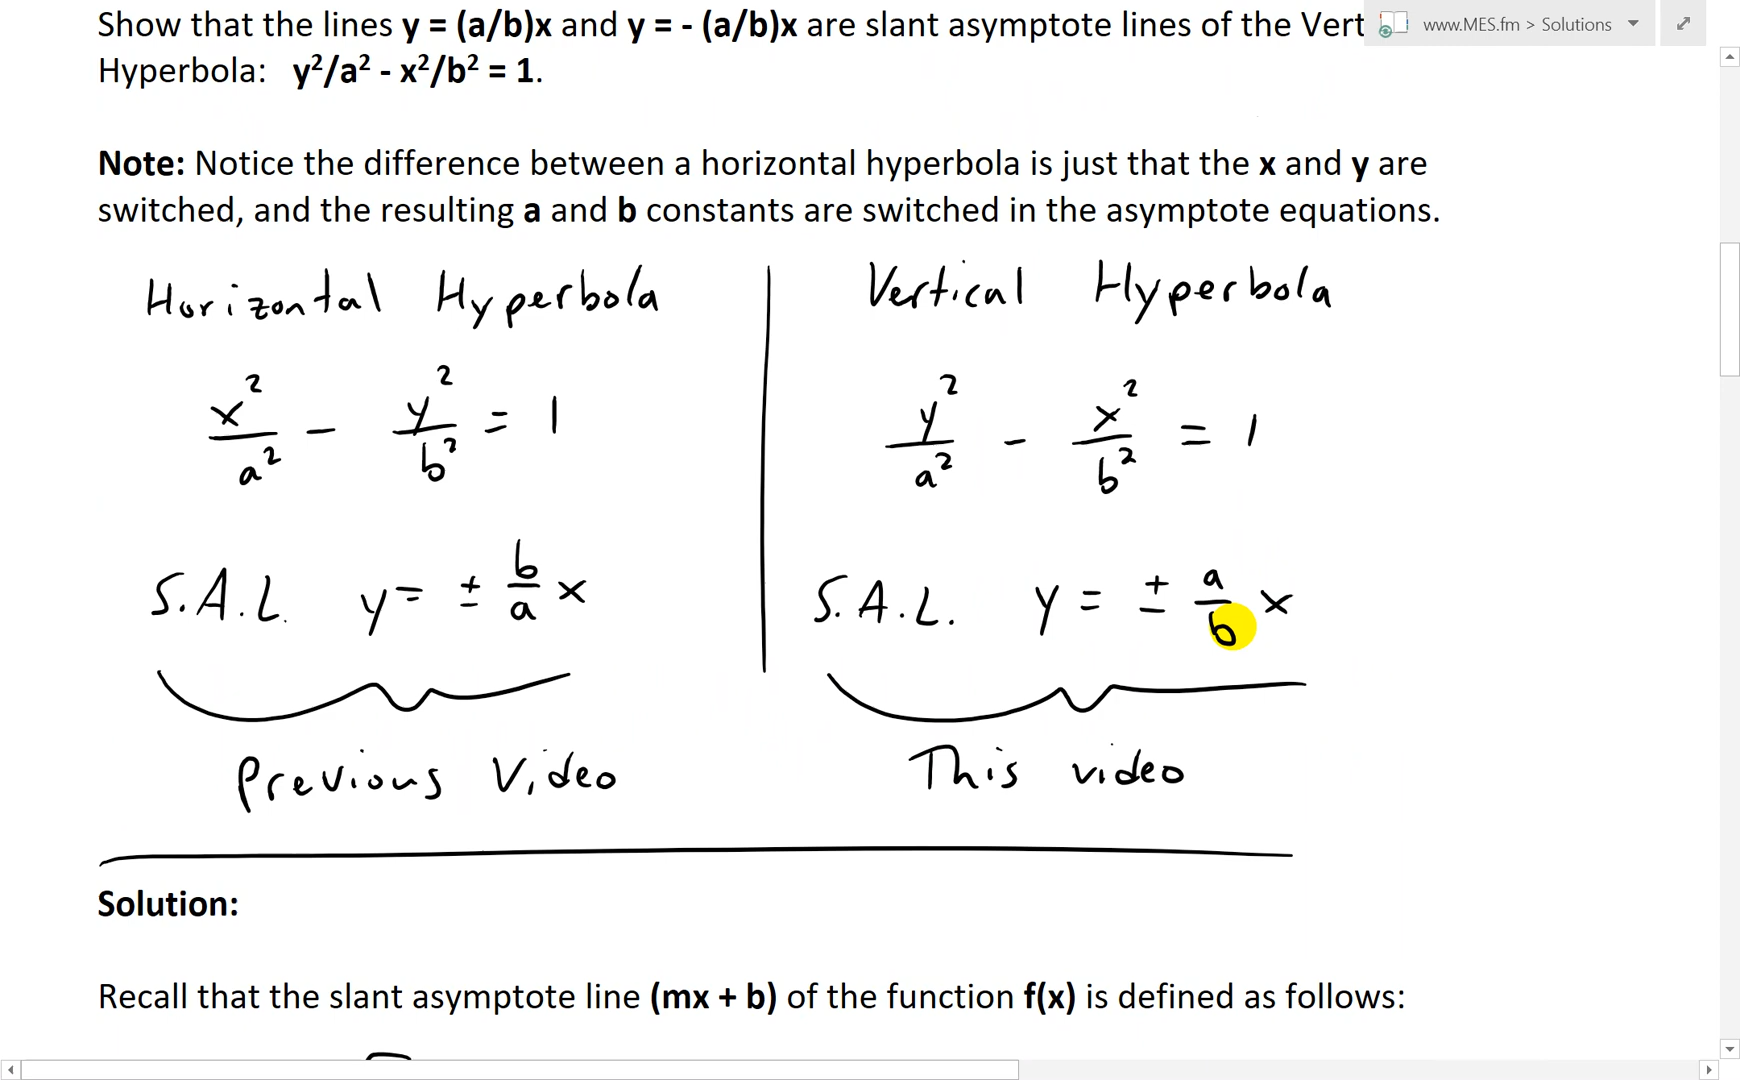 Show that the lines y = (a/b)x and y = - (a/b)x are slant asymptote lines of the Vert
www.MES.fm > Solutions
Hyperbola: y²/a² - x²/b² = 1.
Note: Notice the difference between a horizontal hyperbola is just that the x and y are
switched, and the resulting a and b constants are switched in the asymptote equations.
Horizontal Hyperbola
x²/a² - y²/b² = 1
S.A.L. y = ± b/a x
Previous Video
Vertical Hyperbola
y²/a² - x²/b² = 1
S.A.L. y = ± a/b x
This video
Solution:
Recall that the slant asymptote line (mx + b) of the function f(x) is defined as follows: